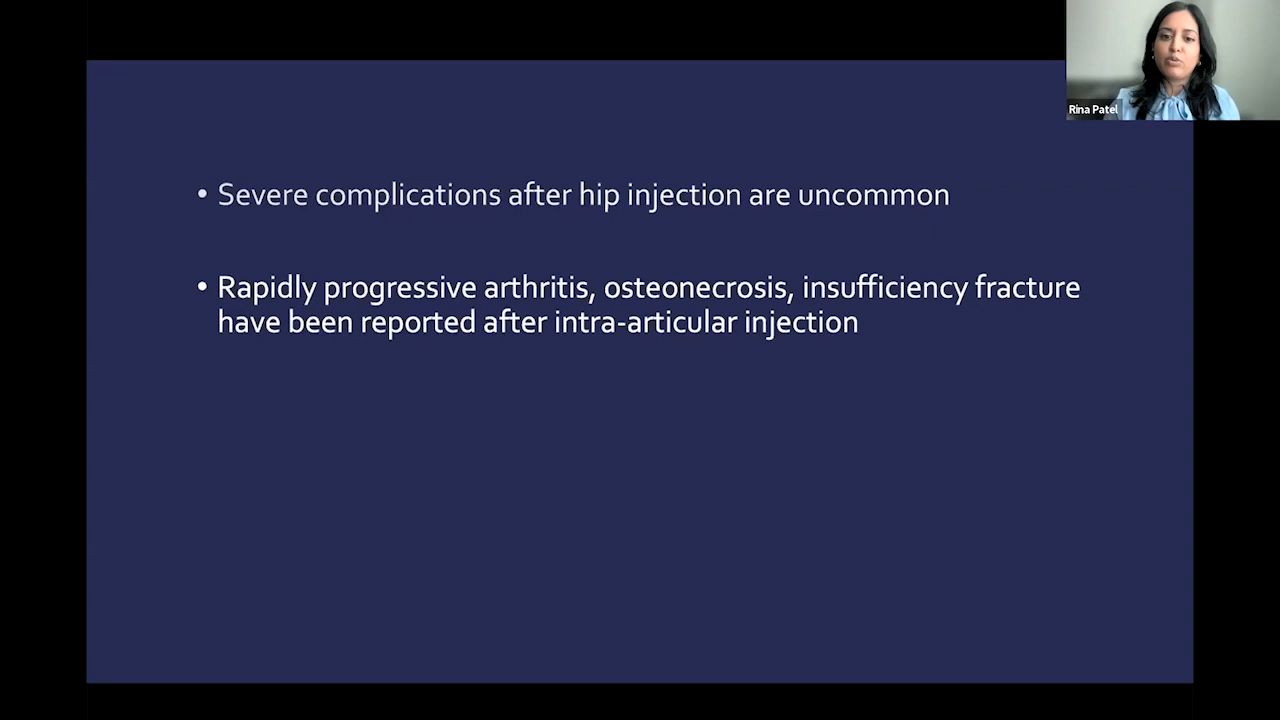 Rina Patel
• Severe complications after hip injection are uncommon
• Rapidly progressive arthritis, osteonecrosis, insufficiency fracture
have been reported after intra-articular injection